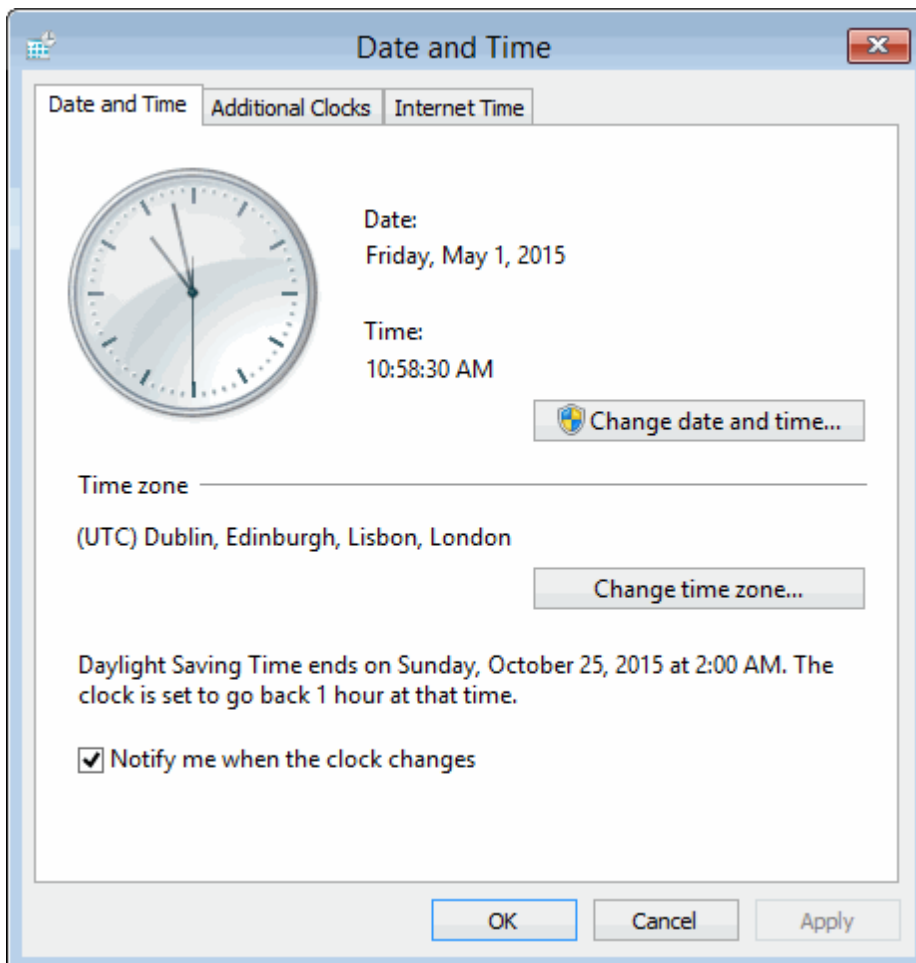 Date and Time
Date and Time
Additional Clocks
Internet Time
Date:
Friday, May 1, 2015
Time:
10:58:30 AM
Change date and time...
Time zone
(UTC) Dublin, Edinburgh, Lisbon, London
Change time zone...
Daylight Saving Time ends on Sunday, October 25, 2015 at 2:00 AM. The
clock is set to go back 1 hour at that time.
Notify me when the clock changes
OK
Cancel
Apply